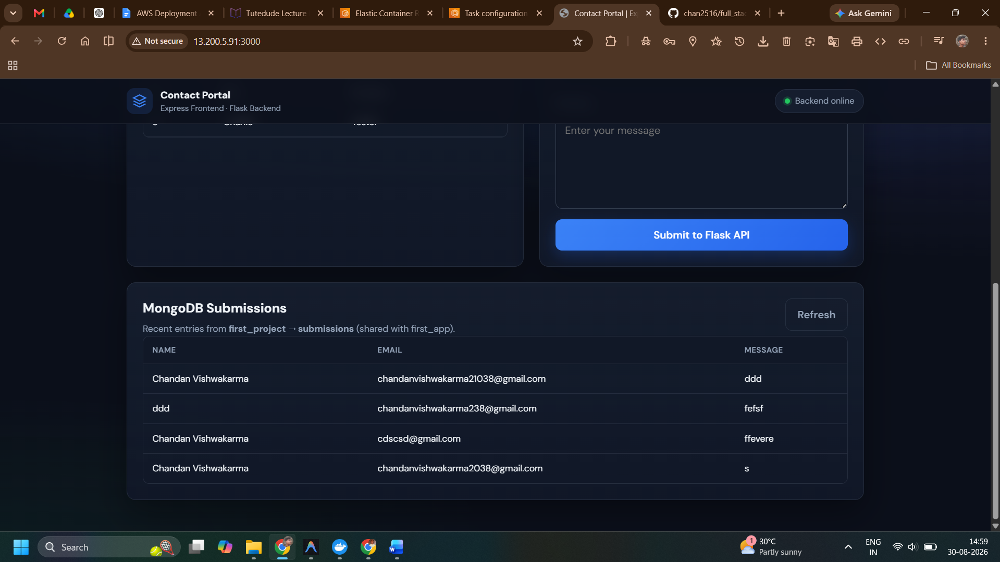 AWS Deployment
Tutedude Lecture
Elastic Container R
Task configuration
Contact Portal | Ex
chan2516/full_stac
Ask Gemini
Not secure
13.200.5.91:3000
All Bookmarks
Contact Portal
Express Frontend · Flask Backend
Backend online
Enter your message
Submit to Flask API
MongoDB Submissions
Recent entries from first_project → submissions (shared with first_app).
Refresh
NAME EMAIL MESSAGE
Chandan Vishwakarma chandanvishwakarma21038@gmail.com ddd
ddd chandanvishwakarma238@gmail.com fefsf
Chandan Vishwakarma cdscsd@gmail.com ffevere
Chandan Vishwakarma chandanvishwakarma2038@gmail.com s
Search
1
30°C
Partly sunny
ENG
IN
14:59
30-08-2026